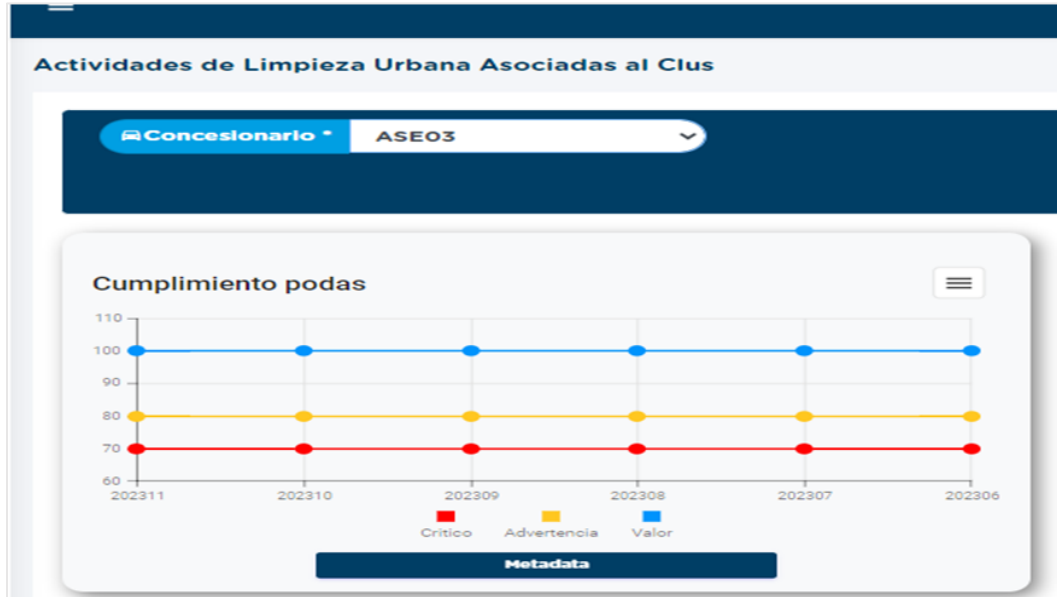 Actividades de Limpieza Urbana Asociadas al Clus
Concesionario * ASE03
Cumplimiento podas
110
100
90
80
70
60
202311 202310 202309 202308 202307 202306
Critico Advertencia Valor
Metadata